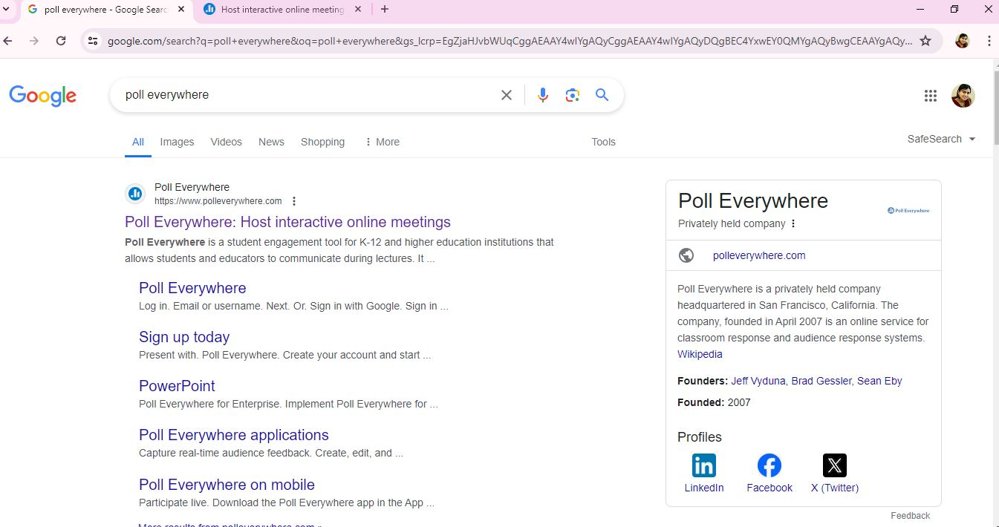 poll everywhere - Google Searc
Host interactive online meeting
google.com/search?q=poll+everywhere&oq=poll+everywhere&gs_lcrp=EgZjaHJvbWUqCggAEAAY4wIYgAQyCggAEAAY4wIYgAQyDQgBEC4YxwEY0QMYgAQyBwgCEAAYgAQy...
Google
poll everywhere
All Images Videos News Shopping More Tools
SafeSearch
Poll Everywhere
https://www.polleverywhere.com
Poll Everywhere: Host interactive online meetings
Poll Everywhere is a student engagement tool for K-12 and higher education institutions that
allows students and educators to communicate during lectures. It ...
Poll Everywhere
Log in. Email or username. Next. Or. Sign in with Google. Sign in ...
Sign up today
Present with. Poll Everywhere. Create your account and start ...
PowerPoint
Poll Everywhere for Enterprise. Implement Poll Everywhere for ...
Poll Everywhere applications
Capture real-time audience feedback. Create, edit, and ...
Poll Everywhere on mobile
Participate live. Download the Poll Everywhere app in the App ...
More results from polleverywhere.com »
Poll Everywhere
Poll Everywhere
Privately held company
polleverywhere.com
Poll Everywhere is a privately held company
headquartered in San Francisco, California. The
company, founded in April 2007 is an online service for
classroom response and audience response systems.
Wikipedia
Founders: Jeff Vyduna, Brad Gessler, Sean Eby
Founded: 2007
Profiles
in f X
LinkedIn Facebook X (Twitter)
Feedback